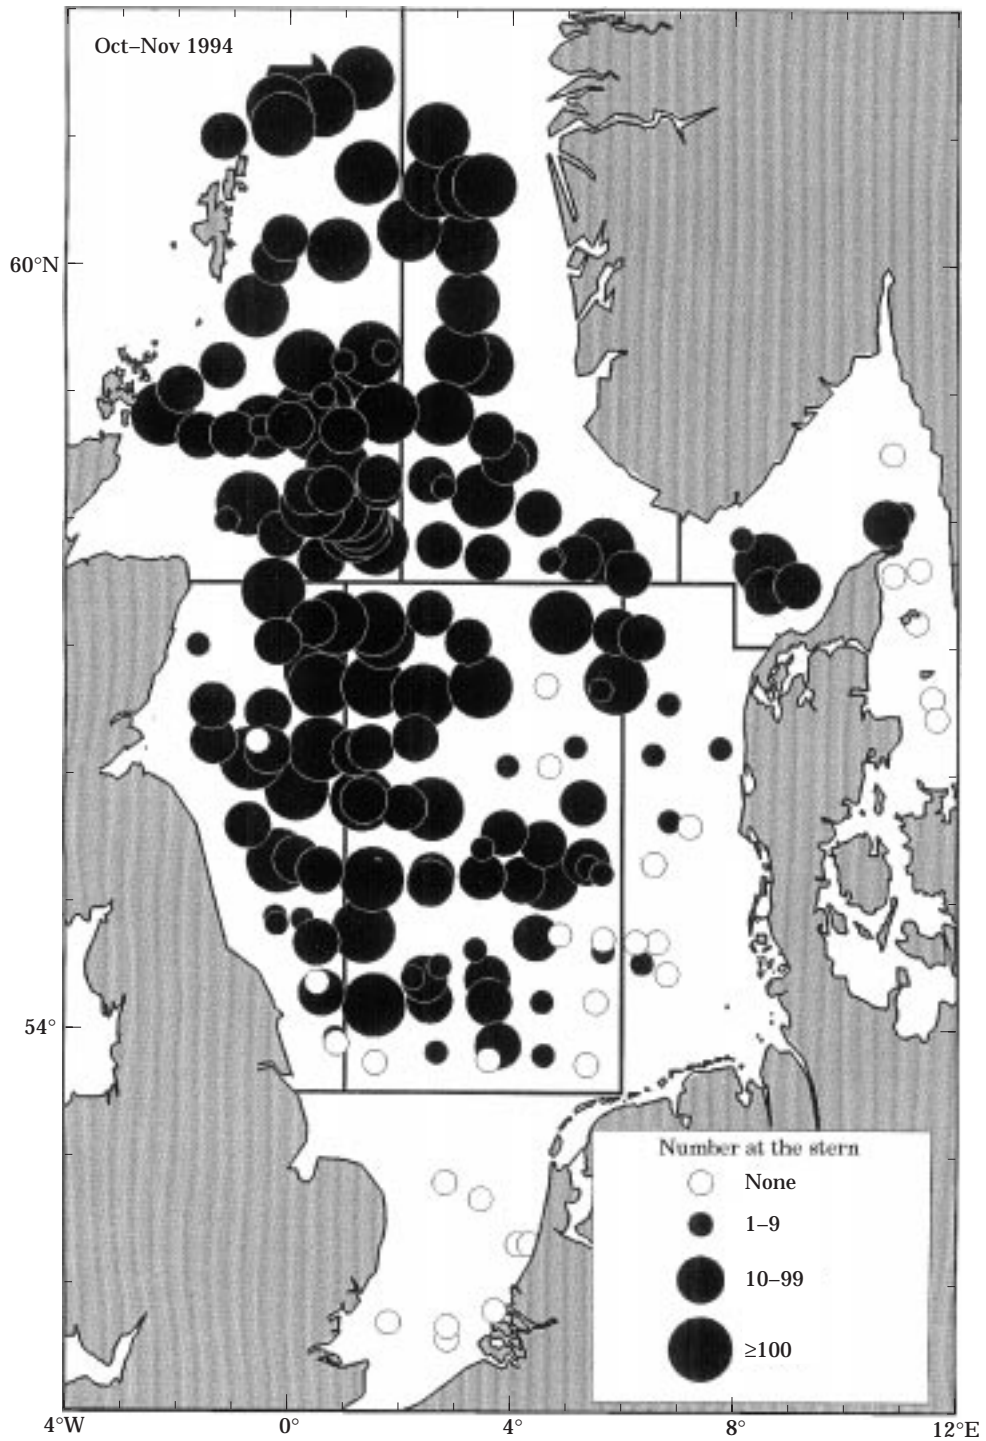 Oct–Nov 1994
60°N
54°
Number at the stern
None
1–9
10–99
≥100
4°W 0° 4° 8° 12°E